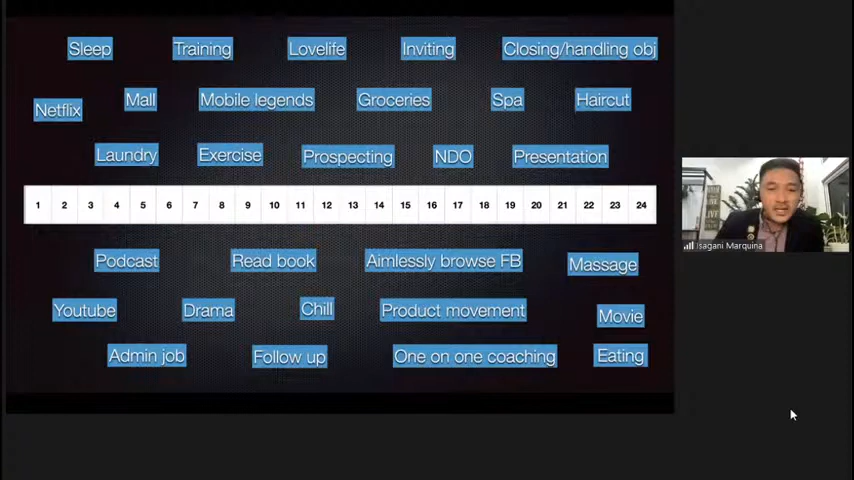 Sleep Training Lovelife Inviting Closing/handling obj
Netflix Mall Mobile legends Groceries Spa Haircut
Laundry Exercise Prospecting NDO Presentation
1 2 3 4 5 6 7 8 9 10 11 12 13 14 15 16 17 18 19 20 21 22 23 24
Podcast Read book Aimlessly browse FB Massage
Youtube Drama Chill Product movement Movie
Admin job Follow up One on one coaching Eating
Isagani Marquina